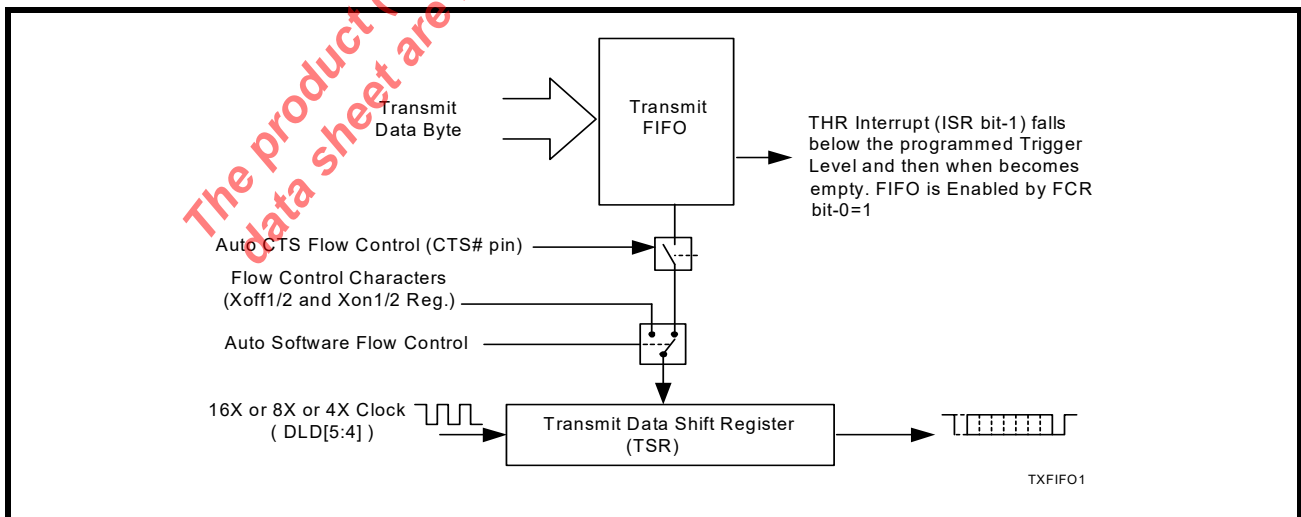 The product
data sheet are
Transmit
Data Byte
Transmit
FIFO
THR Interrupt (ISR bit-1) falls
below the programmed Trigger
Level and then when becomes
empty. FIFO is Enabled by FCR
bit-0=1
Auto CTS Flow Control (CTS# pin)
Flow Control Characters
(Xoff1/2 and Xon1/2 Reg.)
Auto Software Flow Control
16X or 8X or 4X Clock
( DLD[5:4] )
Transmit Data Shift Register
(TSR)
TXFIFO1